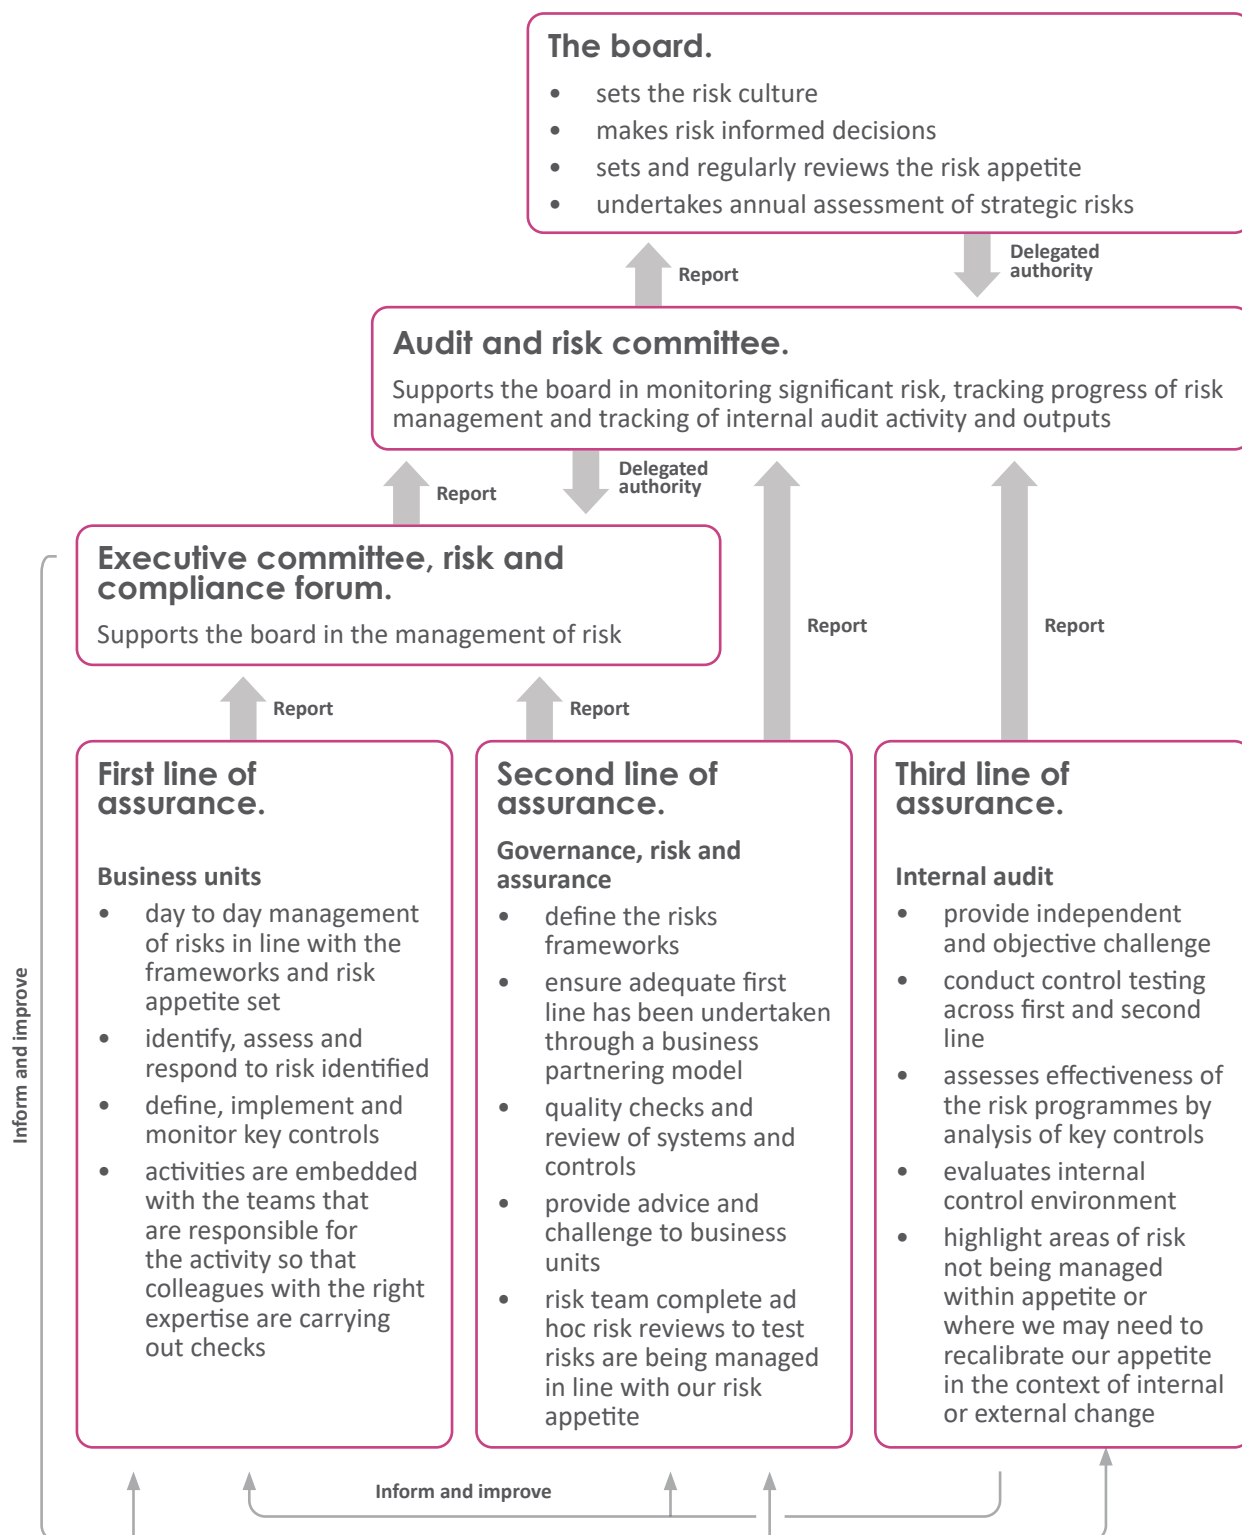 The board.
• sets the risk culture
• makes risk informed decisions
• sets and regularly reviews the risk appetite
• undertakes annual assessment of strategic risks
Report
Delegated
authority
Audit and risk committee.
Supports the board in monitoring significant risk, tracking progress of risk
management and tracking of internal audit activity and outputs
Report
Delegated
authority
Report
Report
Executive committee, risk and
compliance forum.
Supports the board in the management of risk
Report
Report
Inform and improve
First line of
assurance.
Business units
• day to day management
of risks in line with the
frameworks and risk
appetite set
• identify, assess and
respond to risk identified
• define, implement and
monitor key controls
• activities are embedded
with the teams that
are responsible for
the activity so that
colleagues with the right
expertise are carrying
out checks
Second line of
assurance.
Governance, risk and
assurance
• define the risks
frameworks
• ensure adequate first
line has been undertaken
through a business
partnering model
• quality checks and
review of systems and
controls
• provide advice and
challenge to business
units
• risk team complete ad
hoc risk reviews to test
risks are being managed
in line with our risk
appetite
Third line of
assurance.
Internal audit
• provide independent
and objective challenge
• conduct control testing
across first and second
line
• assesses effectiveness of
the risk programmes by
analysis of key controls
• evaluates internal
control environment
• highlight areas of risk
not being managed
within appetite or
where we may need to
recalibrate our appetite
in the context of internal
or external change
Inform and improve